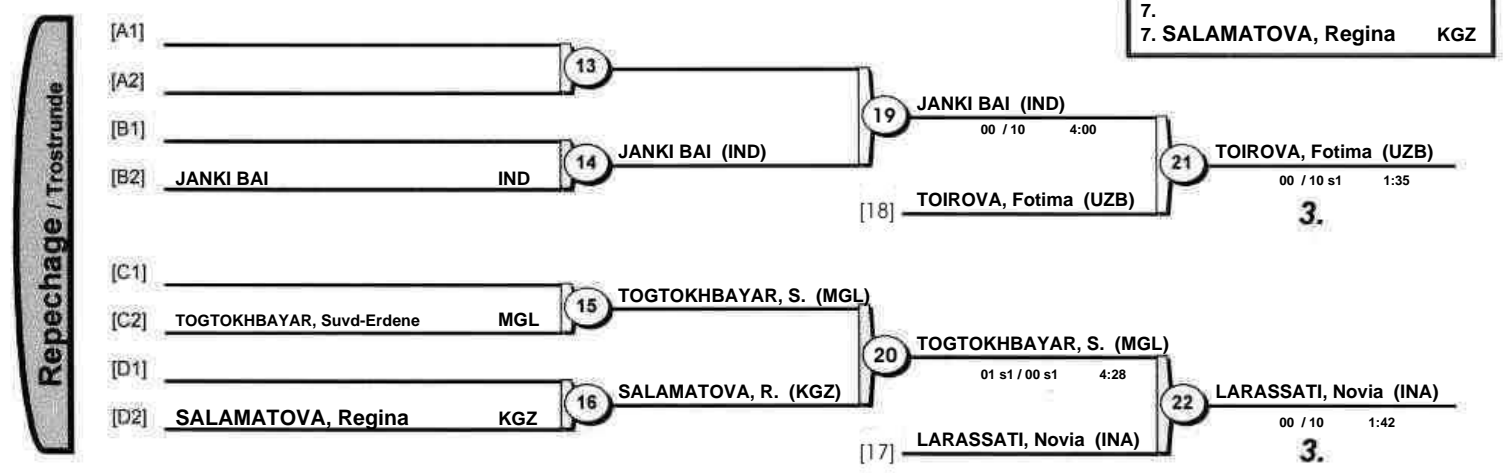 7.
7. SALAMATOVA, Regina KGZ
Repechage / Trostrunde
[A1]
13
[A2]
19
JANKI BAI (IND)
00 / 10 4:00
[B1]
14
JANKI BAI (IND)
[B2] JANKI BAI IND
21
TOIROVA, Fotima (UZB)
00 / 10 s1 1:35
3.
[18] TOIROVA, Fotima (UZB)
[C1]
15
TOGTOKHBAYAR, S. (MGL)
[C2] TOGTOKHBAYAR, Suvd-Erdene MGL
20
TOGTOKHBAYAR, S. (MGL)
01 s1 / 00 s1 4:28
[D1]
16
SALAMATOVA, R. (KGZ)
[D2] SALAMATOVA, Regina KGZ
22
LARASSATI, Novia (INA)
00 / 10 1:42
3.
[17] LARASSATI, Novia (INA)